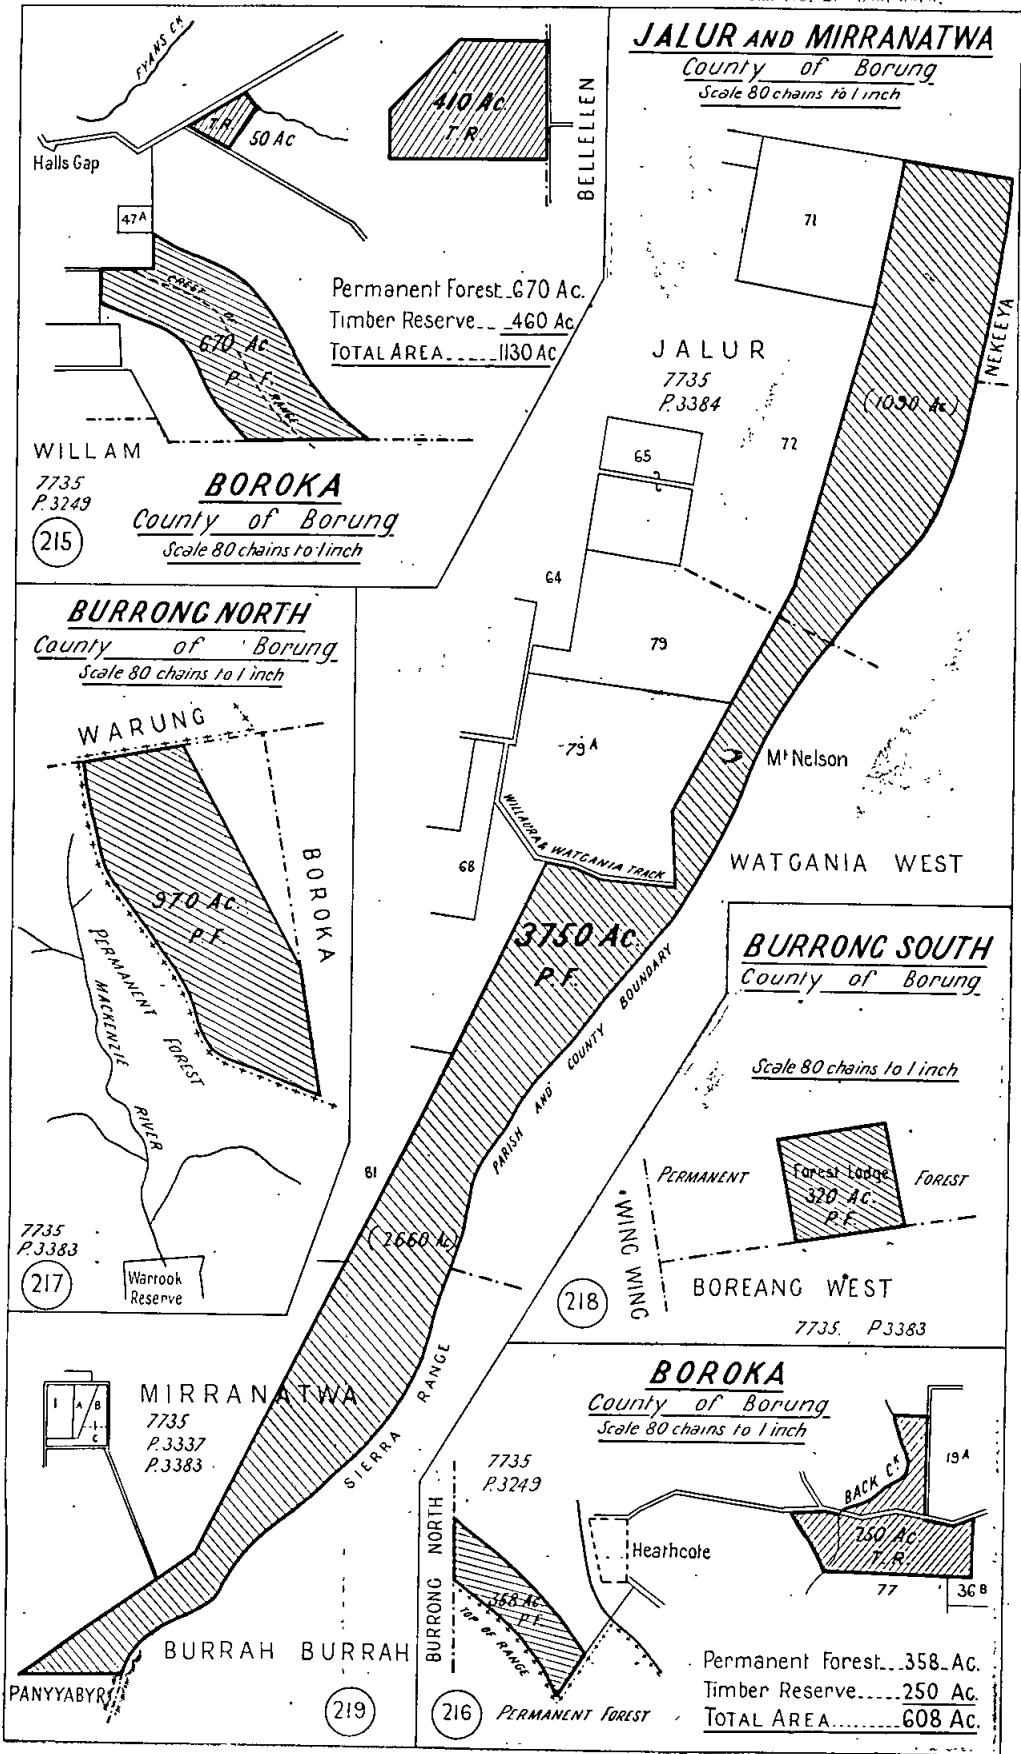 FYANS CK
Halls Gap
T.R.
50 Ac
410 Ac.
T.R.
BELLELLEN
47A
CREST OF RANGE
670 Ac
P.F.
Permanent Forest 670 Ac.
Timber Reserve 460 Ac
TOTAL AREA 1130 Ac.
WILLAM
7735
P.3249
215
BOROKA
County of Borung
Scale 80 chains to 1 inch
JALUR AND MIRRANATWA
County of Borung
Scale 80 chains to 1 inch
71
NEKEEYA
JALUR
7735
P.3384
(1090 Ac)
72
65
64
79
79A
Mt Nelson
WILLAURA & WATGANIA TRACK
68
WATGANIA WEST
3750 Ac.
P.F.
PARISH AND COUNTY BOUNDARY
81
(2660 Ac)
SIERRA RANGE
MIRRANATWA
7735
P.3337
P.3383
1
A
B
C
BURRAH BURRAH
PANYYABYR
219
BURRONG NORTH
County of Borung
Scale 80 chains to 1 inch
WARUNG
BOROKA
970 Ac.
P.F.
PERMANENT FOREST
MACKENZIE RIVER
7735
P.3383
217
Wartook
Reserve
BURRONG SOUTH
County of Borung
Scale 80 chains to 1 inch
PERMANENT FOREST
Forest Lodge
320 Ac.
P.F.
WING WING
218
BOREANG WEST
7735. P3383
BOROKA
County of Borung
Scale 80 chains to 1 inch
7735
P.3249
BURRONG NORTH
358 Ac.
P.F.
TOP OF RANGE
Heathcote
BACK CK
19A
250 Ac.
T.R.
77
36B
216
PERMANENT FOREST
Permanent Forest 358 Ac.
Timber Reserve 250 Ac.
TOTAL AREA 608 Ac.